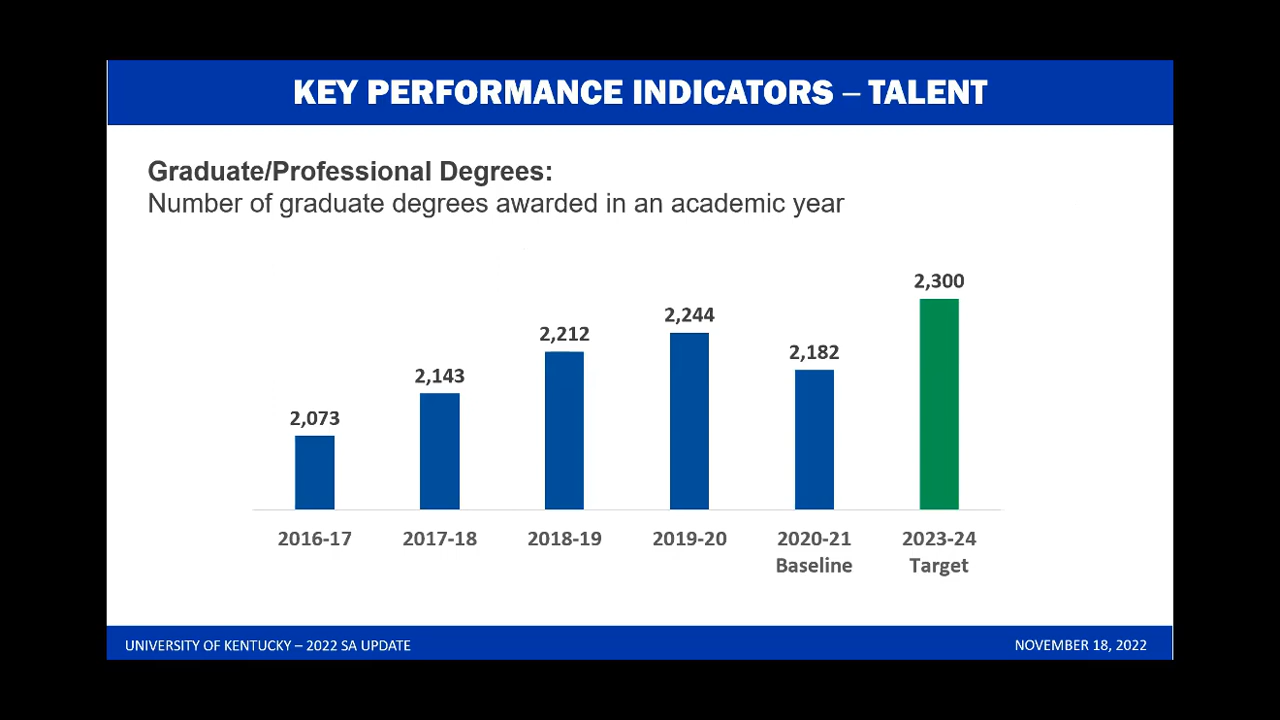 KEY PERFORMANCE INDICATORS – TALENT
Graduate/Professional Degrees:
Number of graduate degrees awarded in an academic year
2,073
2,143
2,212
2,244
2,182
2,300
2016-17
2017-18
2018-19
2019-20
2020-21
Baseline
2023-24
Target
UNIVERSITY OF KENTUCKY – 2022 SA UPDATE
NOVEMBER 18, 2022